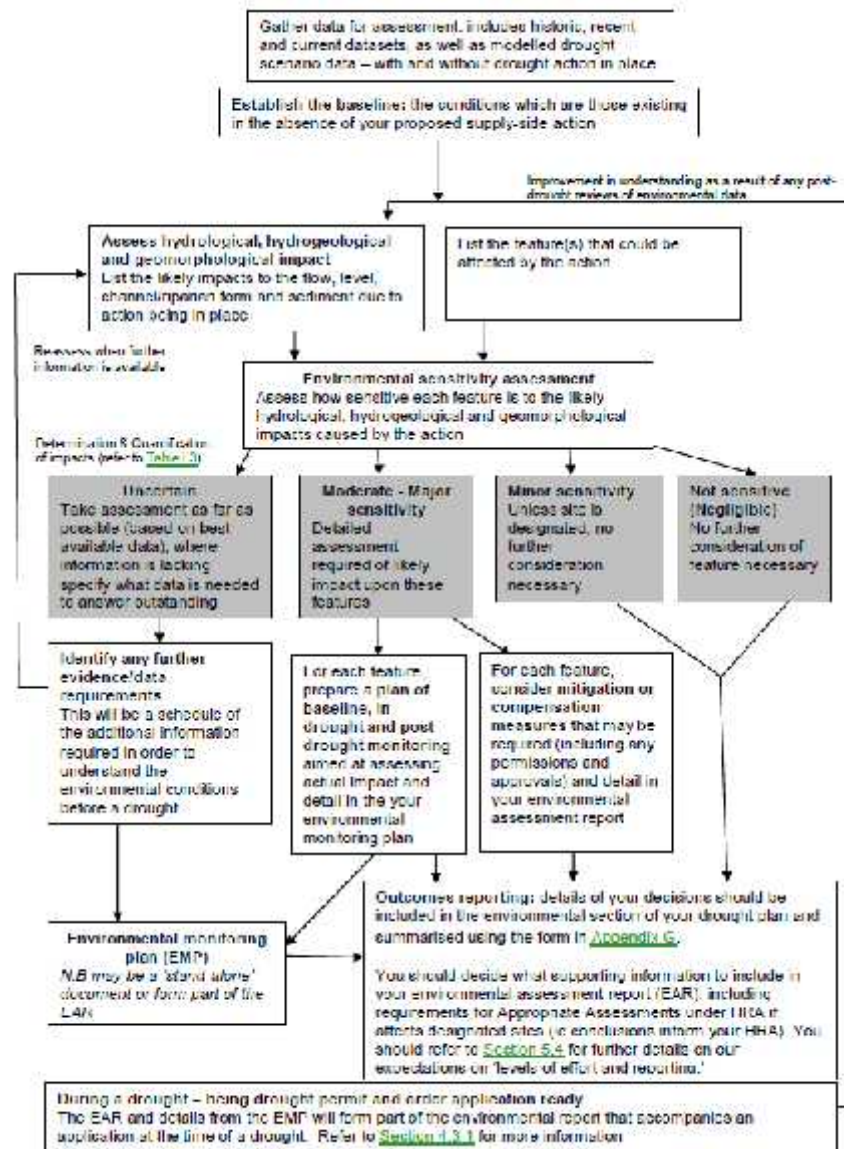 Gather data for assessment, includes historic, recent
and current datasets, as well as modelled drought
scenario data – with and without drought action in place
Establish the baseline: the conditions which are those existing
in the absence of your proposed supply-side action
Improvement in understanding as a result of any post-
drought reviews of environmental data
Assess hydrological, hydrogeological
and geomorphological impact
List the likely impacts to the flow, level,
channel/riparian form and sediment due to
action being in place
List the feature(s) that could be
affected by the action
Reassess when further
information is available
Environmental sensitivity assessment
Assess how sensitive each feature is to the likely
hydrological, hydrogeological and geomorphological
impacts caused by the action
Determination & Quantification
of impacts (refer to Table I.3)
Uncertain
Take assessment as far as
possible (based on best
available data), where
information is lacking
specify what data is needed
to answer outstanding
Moderate - Major
sensitivity
Detailed
assessment
required of likely
impact upon these
features
Minor sensitivity
Unless site is
designated, no
further
consideration
necessary
Not sensitive
(Negligible)
No further
consideration of
feature necessary
Identify any further
evidence/data
requirements
This will be a schedule of
the additional information
required in order to
understand the
environmental conditions
before a drought
For each feature
prepare a plan of
baseline, in
drought and post
drought monitoring
aimed at assessing
actual impact and
detail in the your
environmental
monitoring plan
For each feature,
consider mitigation or
compensation
measures that may be
required (including any
permissions and
approvals) and detail in
your environmental
assessment report
Environmental monitoring
plan (EMP)
N.B may be a 'stand-alone'
document or form part of the
EAR
Outcomes reporting: details of your decisions should be
included in the environmental section of your drought plan and
summarised using the form in Appendix G.
You should decide what supporting information to include in
your environmental assessment report (EAR), including
requirements for Appropriate Assessments under HRA if
affects designated sites (ie conclusions inform your HRA). You
should refer to Section 5.4 for further details on our
expectations on 'levels of effort and reporting.'
During a drought – being drought permit and order application ready
The EAR and details from the EMP will form part of the environmental report that accompanies an
application at the time of a drought. Refer to Section 4.3.1 for more information